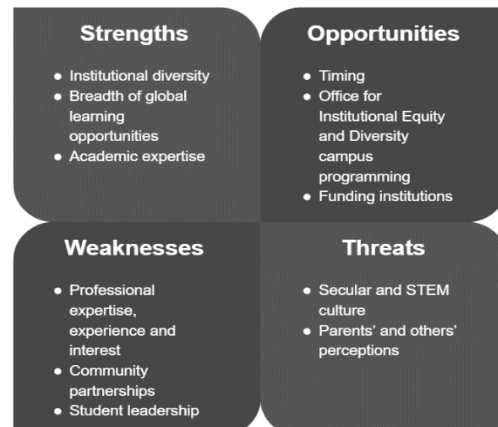 Strengths
● Institutional diversity
● Breadth of global
learning
opportunities
● Academic expertise
Opportunities
● Timing
● Office for
Institutional Equity
and Diversity
campus
programming
● Funding institutions
Weaknesses
● Professional
expertise,
experience and
interest
● Community
partnerships
● Student leadership
Threats
● Secular and STEM
culture
● Parents' and others'
perceptions